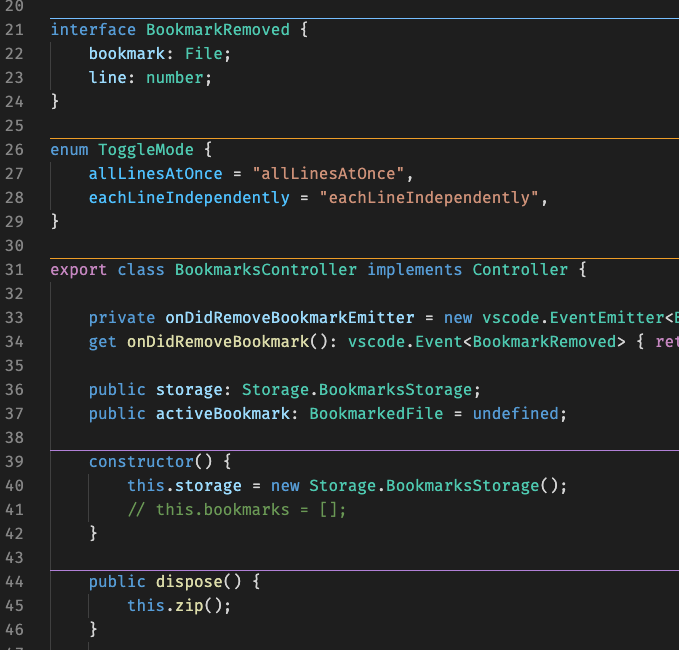 20
21 interface BookmarkRemoved {
22     bookmark: File;
23     line: number;
24 }
25
26 enum ToggleMode {
27     allLinesAtOnce = "allLinesAtOnce",
28     eachLineIndependently = "eachLineIndependently",
29 }
30
31 export class BookmarksController implements Controller {
32
33     private onDidRemoveBookmarkEmitter = new vscode.EventEmitter<
34     get onDidRemoveBookmark(): vscode.Event<BookmarkRemoved> { ret
35
36     public storage: Storage.BookmarksStorage;
37     public activeBookmark: BookmarkedFile = undefined;
38
39     constructor() {
40         this.storage = new Storage.BookmarksStorage();
41         // this.bookmarks = [];
42     }
43
44     public dispose() {
45         this.zip();
46     }